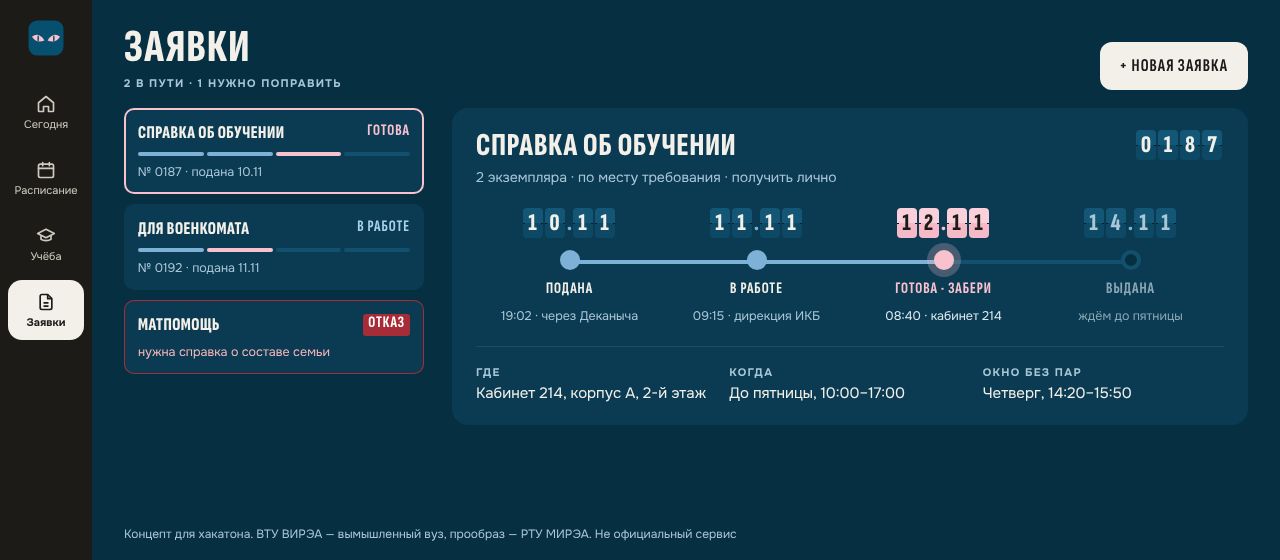 Сегодня
Расписание
Учёба
Заявки
ЗАЯВКИ
2 В ПУТИ · 1 НУЖНО ПОПРАВИТЬ
+ НОВАЯ ЗАЯВКА
СПРАВКА ОБ ОБУЧЕНИИ ГОТОВА
№ 0187 · подана 10.11
ДЛЯ ВОЕНКОМАТА В РАБОТЕ
№ 0192 · подана 11.11
МАТПОМОЩЬ ОТКАЗ
нужна справка о составе семьи
СПРАВКА ОБ ОБУЧЕНИИ 0187
2 экземпляра · по месту требования · получить лично
10.11 11.11 12.11 14.11
ПОДАНА В РАБОТЕ ГОТОВА · ЗАБЕРИ ВЫДАНА
19:02 · через Деканыча 09:15 · дирекция ИКБ 08:40 · кабинет 214 ждём до пятницы
ГДЕ КОГДА ОКНО БЕЗ ПАР
Кабинет 214, корпус А, 2-й этаж До пятницы, 10:00–17:00 Четверг, 14:20–15:50
Концепт для хакатона. ВТУ ВИРЭА — вымышленный вуз, прообраз — РТУ МИРЭА. Не официальный сервис